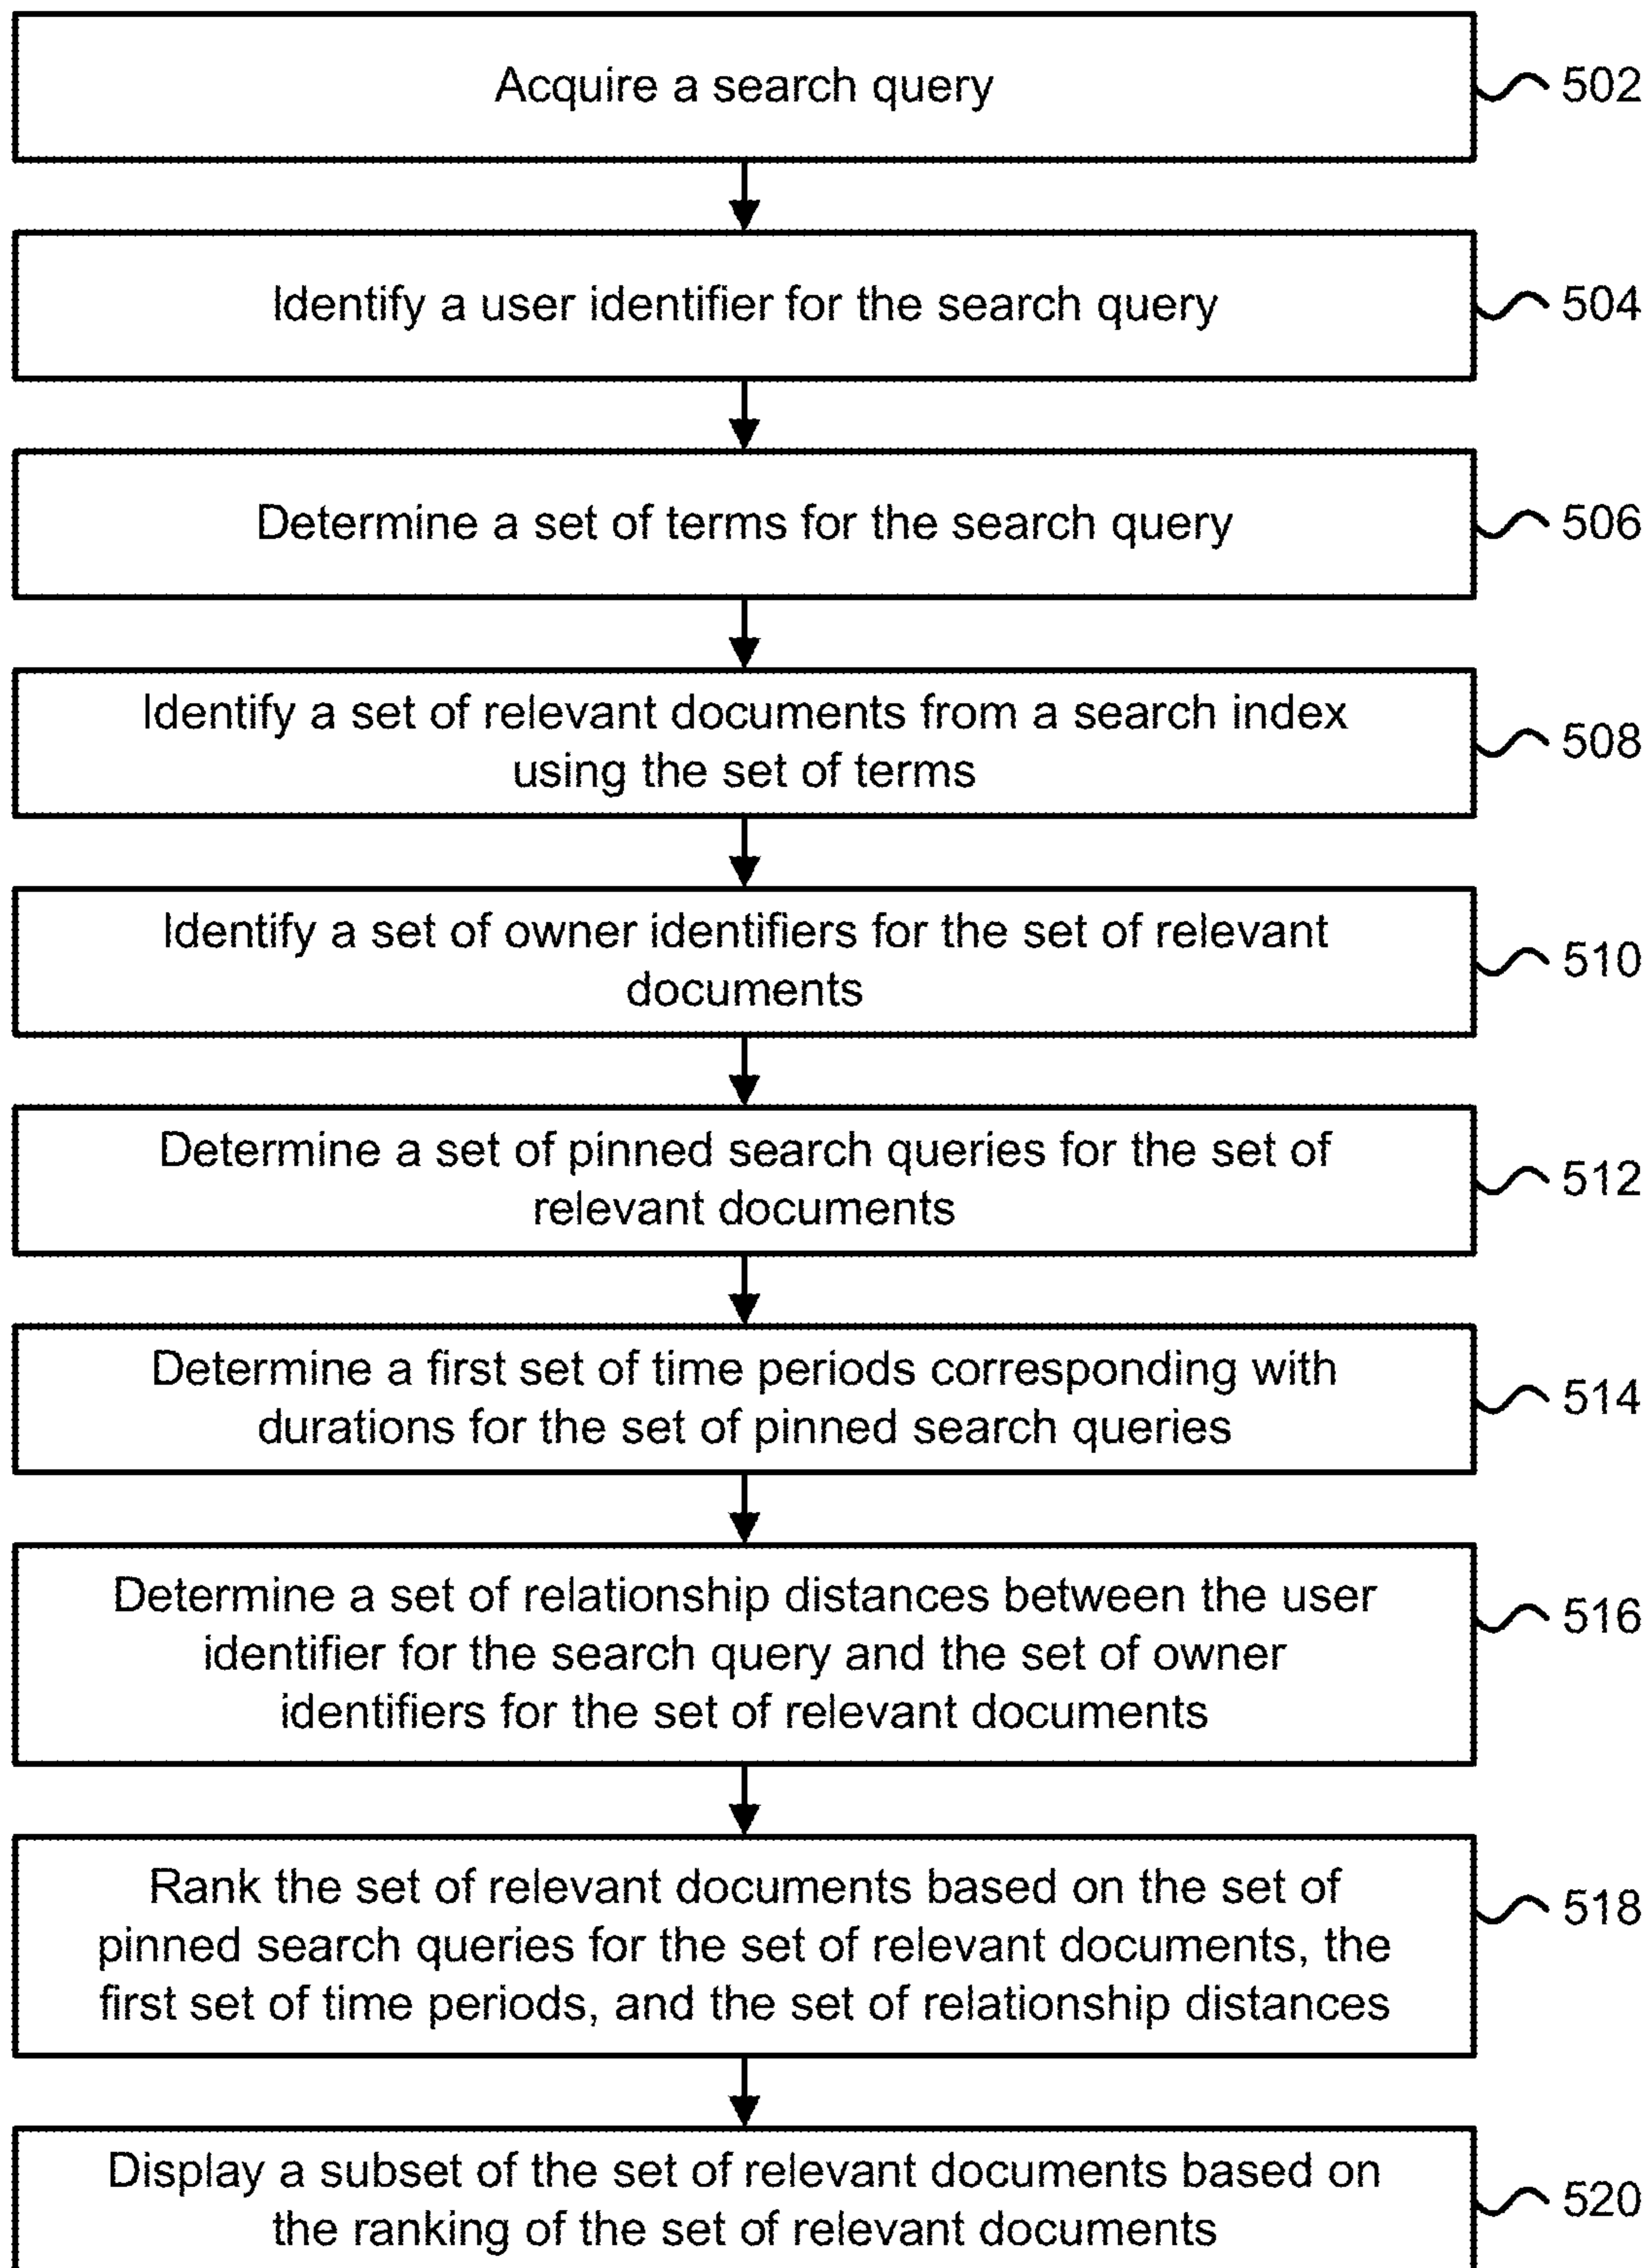 Acquire a search query
502
Identify a user identifier for the search query
504
Determine a set of terms for the search query
506
Identify a set of relevant documents from a search index
using the set of terms
508
Identify a set of owner identifiers for the set of relevant
documents
510
Determine a set of pinned search queries for the set of
relevant documents
512
Determine a first set of time periods corresponding with
durations for the set of pinned search queries
514
Determine a set of relationship distances between the user
identifier for the search query and the set of owner
identifiers for the set of relevant documents
516
Rank the set of relevant documents based on the set of
pinned search queries for the set of relevant documents, the
first set of time periods, and the set of relationship distances
518
Display a subset of the set of relevant documents based on
the ranking of the set of relevant documents
520